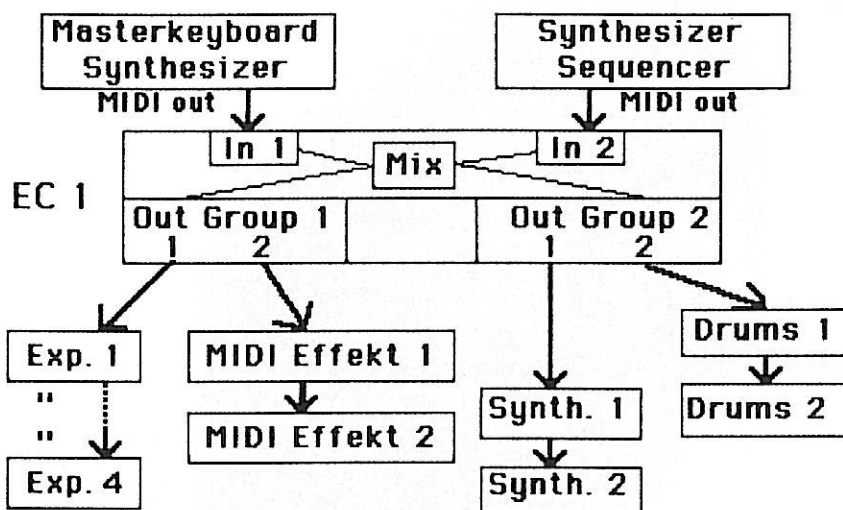 Masterkeyboard
Synthesizer
MIDI out
Synthesizer
Sequencer
MIDI out
In 1
In 2
Mix
EC 1
Out Group 1
1 2
Out Group 2
1 2
Exp. 1
"
"
Exp. 4
MIDI Effekt 1
MIDI Effekt 2
Synth. 1
Synth. 2
Drums 1
Drums 2